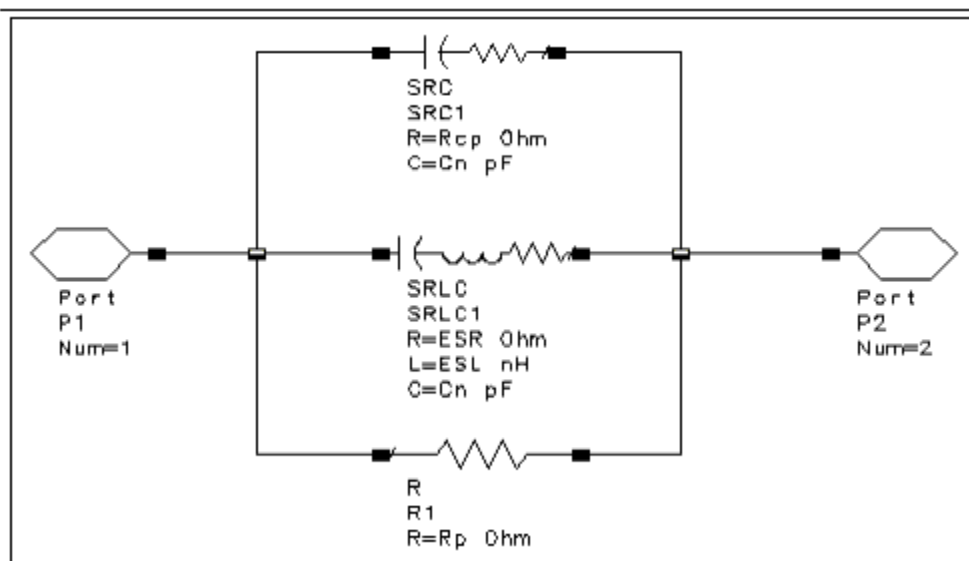 SRC
SRC1
R=Rcp Ohm
C=Cn pF
Port
P1
Num=1
SRLC
SRLC1
R=ESR Ohm
L=ESL nH
C=Cn pF
Port
P2
Num=2
R
R1
R=Rp Ohm